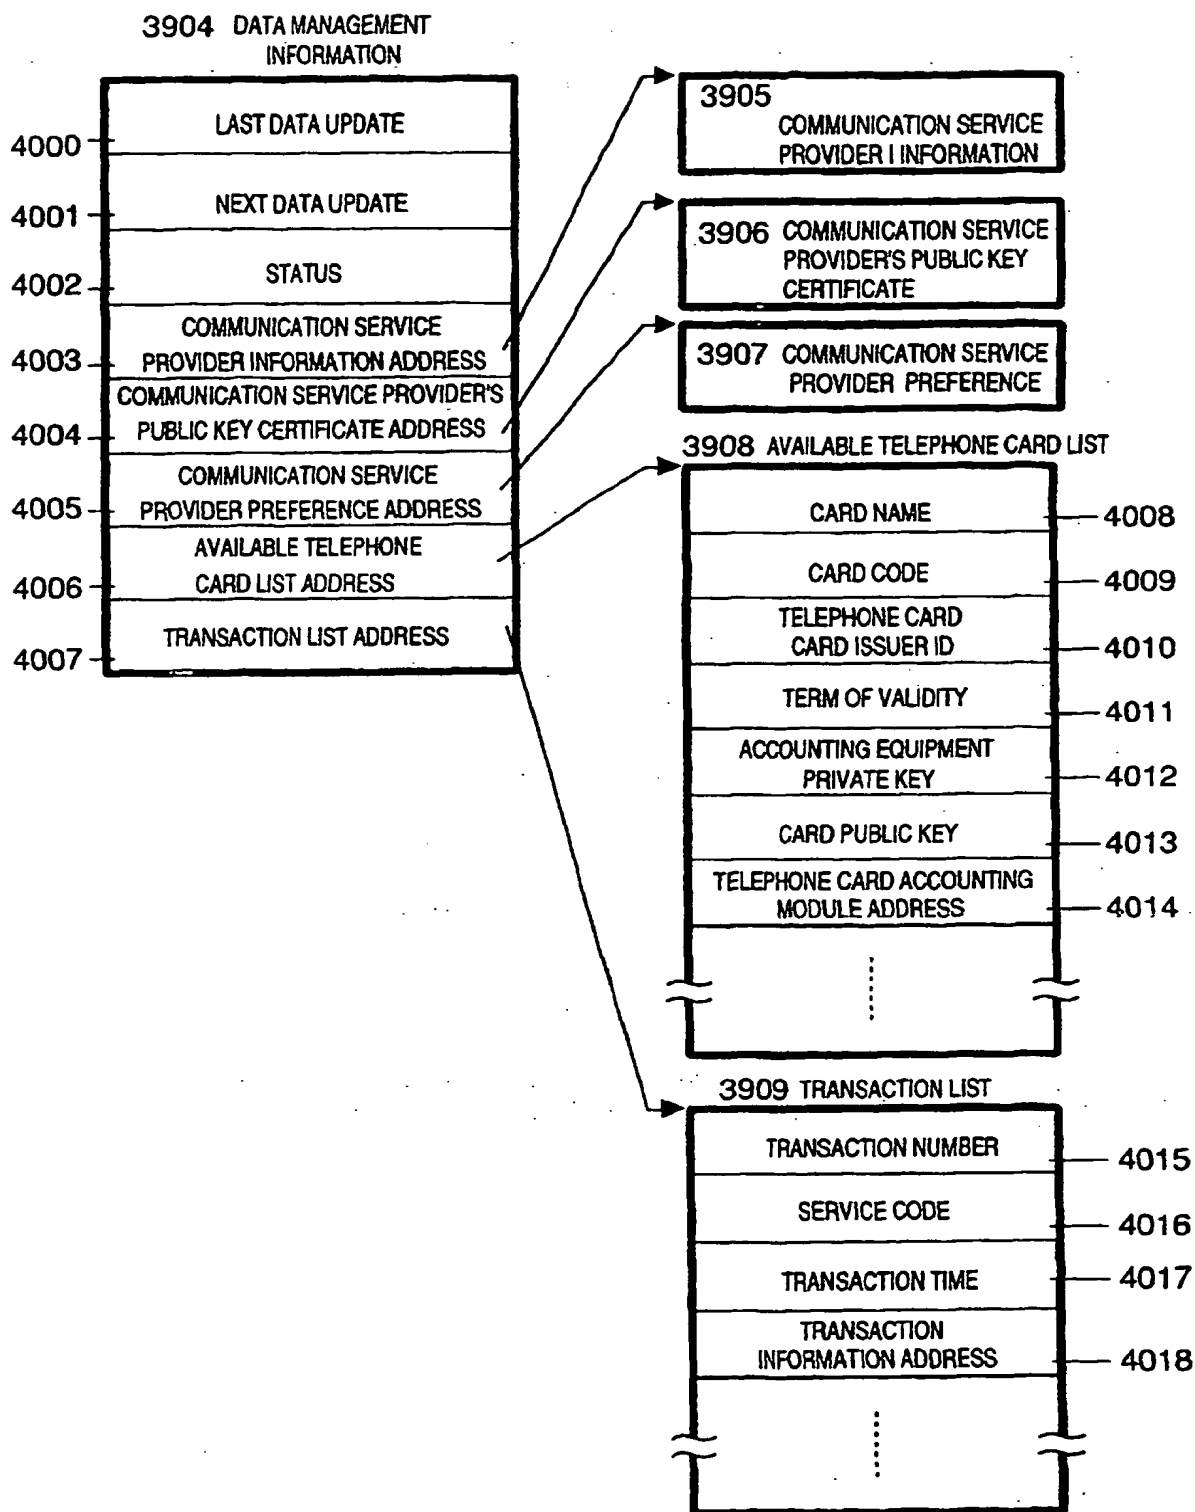 3904 DATA MANAGEMENT
INFORMATION
LAST DATA UPDATE
4000
NEXT DATA UPDATE
4001
STATUS
4002
COMMUNICATION SERVICE
PROVIDER INFORMATION ADDRESS
4003
COMMUNICATION SERVICE PROVIDER'S
PUBLIC KEY CERTIFICATE ADDRESS
4004
COMMUNICATION SERVICE
PROVIDER PREFERENCE ADDRESS
4005
AVAILABLE TELEPHONE
CARD LIST ADDRESS
4006
TRANSACTION LIST ADDRESS
4007
3905
COMMUNICATION SERVICE
PROVIDER I INFORMATION
3906 COMMUNICATION SERVICE
PROVIDER'S PUBLIC KEY
CERTIFICATE
3907 COMMUNICATION SERVICE
PROVIDER PREFERENCE
3908 AVAILABLE TELEPHONE CARD LIST
CARD NAME
4008
CARD CODE
4009
TELEPHONE CARD
CARD ISSUER ID
4010
TERM OF VALIDITY
4011
ACCOUNTING EQUIPMENT
PRIVATE KEY
4012
CARD PUBLIC KEY
4013
TELEPHONE CARD ACCOUNTING
MODULE ADDRESS
4014
3909 TRANSACTION LIST
TRANSACTION NUMBER
4015
SERVICE CODE
4016
TRANSACTION TIME
4017
TRANSACTION
INFORMATION ADDRESS
4018